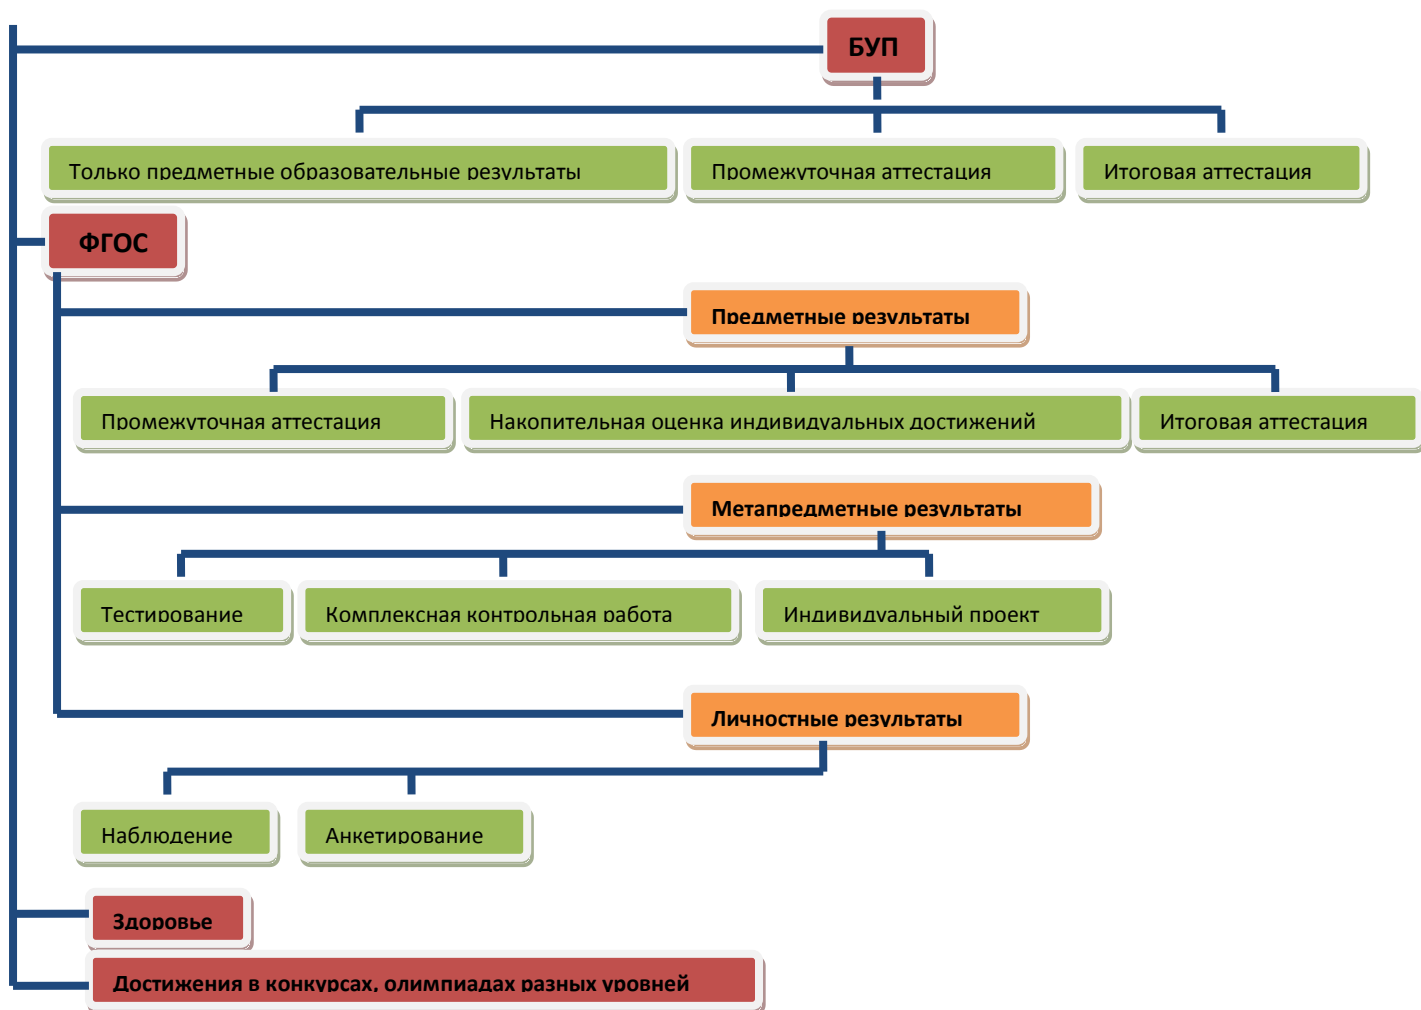 БУП
Только предметные образовательные результаты
Промежуточная аттестация
Итоговая аттестация
ФГОС
Предметные результаты
Промежуточная аттестация
Накопительная оценка индивидуальных достижений
Итоговая аттестация
Метапредметные результаты
Тестирование
Комплексная контрольная работа
Индивидуальный проект
Личностные результаты
Наблюдение
Анкетирование
Здоровье
Достижения в конкурсах, олимпиадах разных уровней